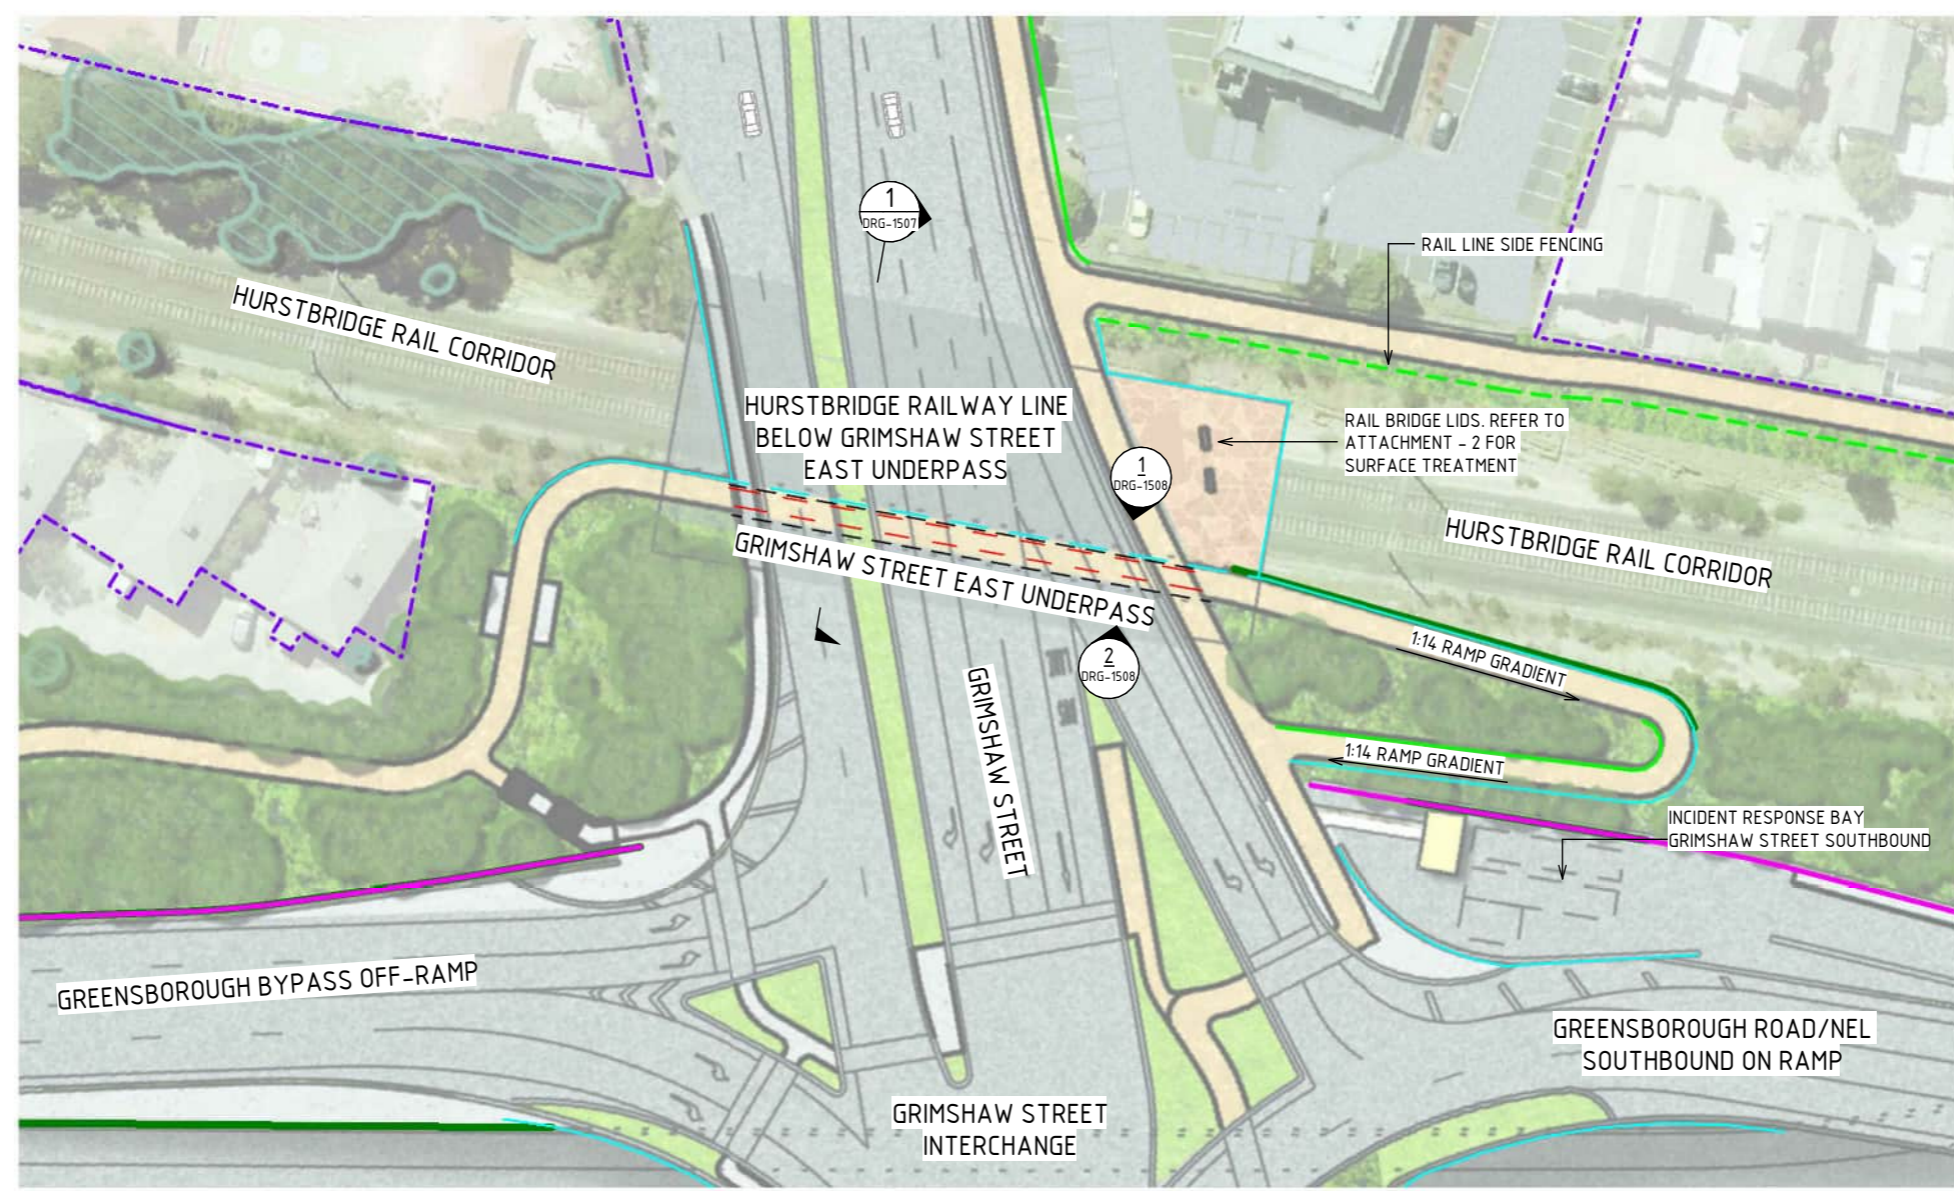 1
DRG-1507
RAIL LINE SIDE FENCING
HURSTBRIDGE RAIL CORRIDOR
HURSTBRIDGE RAILWAY LINE
BELOW GRIMSHAW STREET
EAST UNDERPASS
RAIL BRIDGE LIDS. REFER TO
ATTACHMENT - 2 FOR
SURFACE TREATMENT
1
DRG-1508
HURSTBRIDGE RAIL CORRIDOR
GRIMSHAW STREET EAST UNDERPASS
2
DRG-1508
1:14 RAMP GRADIENT
GRIMSHAW STREET
1:14 RAMP GRADIENT
INCIDENT RESPONSE BAY
GRIMSHAW STREET SOUTHBOUND
GREENSBOROUGH BYPASS OFF-RAMP
GREENSBOROUGH ROAD/NEL
SOUTHBOUND ON RAMP
GRIMSHAW STREET
INTERCHANGE